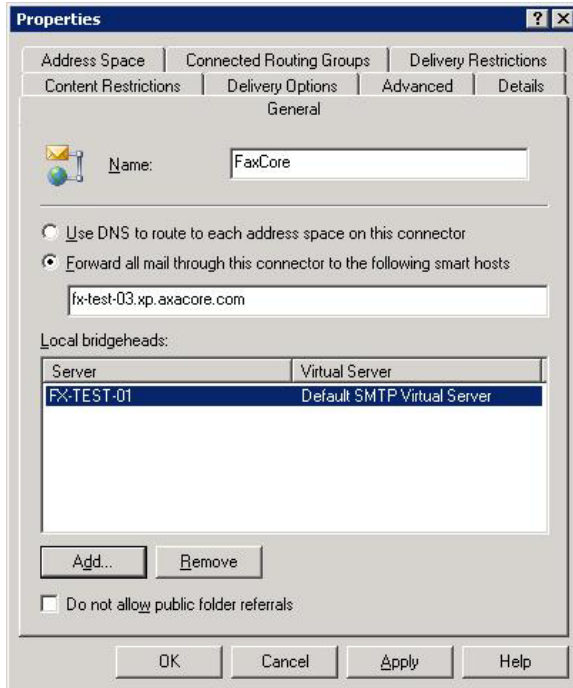 Properties
Address Space Connected Routing Groups Delivery Restrictions
Content Restrictions Delivery Options Advanced Details
General
Name: FaxCore
Use DNS to route to each address space on this connector
Forward all mail through this connector to the following smart hosts
fx-test-03.xp.axacore.com
Local bridgeheads:
Server Virtual Server
FX-TEST-01 Default SMTP Virtual Server
Add... Remove
Do not allow public folder referrals
OK Cancel Apply Help